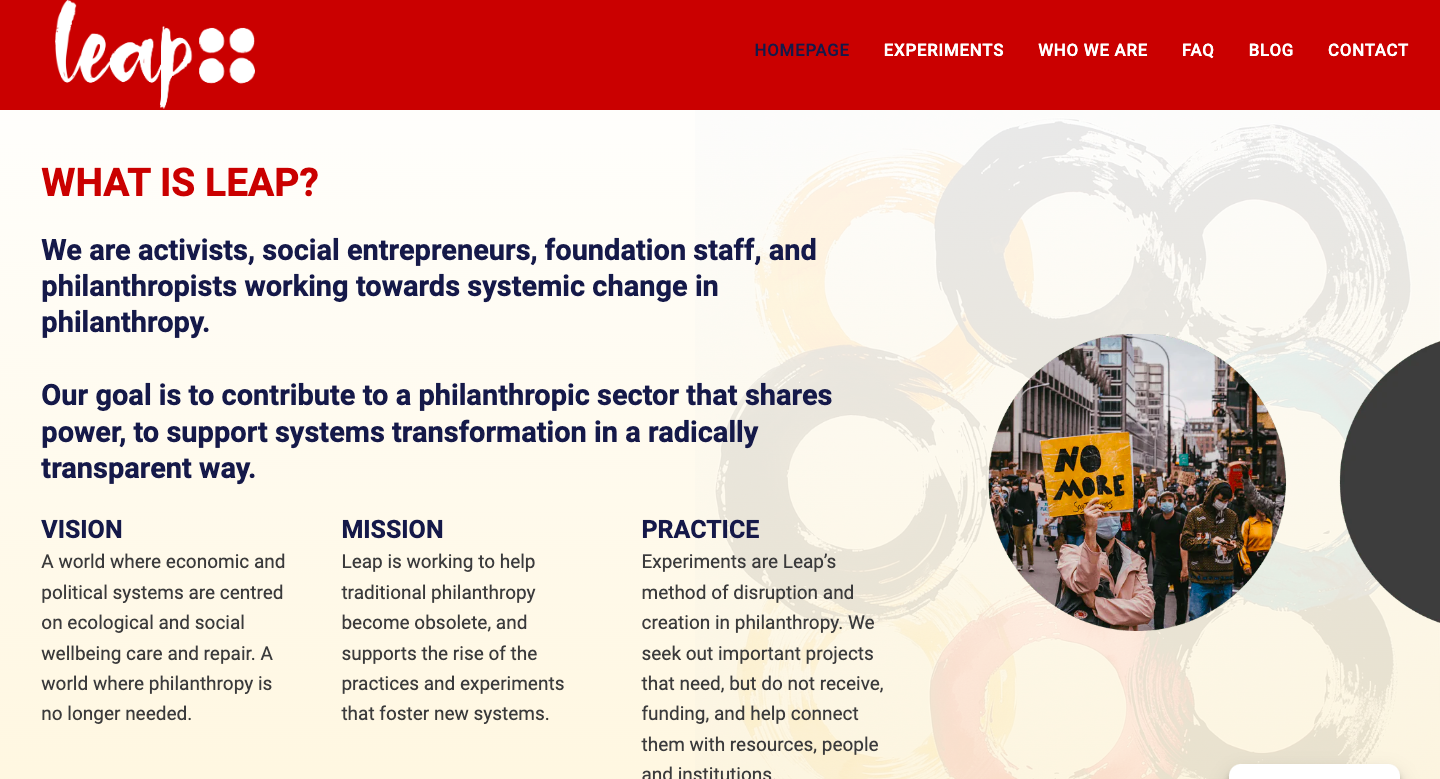 leap
HOMEPAGE EXPERIMENTS WHO WE ARE FAQ BLOG CONTACT
WHAT IS LEAP?
We are activists, social entrepreneurs, foundation staff, and
philanthropists working towards systemic change in
philanthropy.
Our goal is to contribute to a philanthropic sector that shares
power, to support systems transformation in a radically
transparent way.
VISION
A world where economic and
political systems are centred
on ecological and social
wellbeing care and repair. A
world where philanthropy is
no longer needed.
MISSION
Leap is working to help
traditional philanthropy
become obsolete, and
supports the rise of the
practices and experiments
that foster new systems.
PRACTICE
Experiments are Leap’s
method of disruption and
creation in philanthropy. We
seek out important projects
that need, but do not receive,
funding, and help connect
them with resources, people
and institutions
NO
MORE